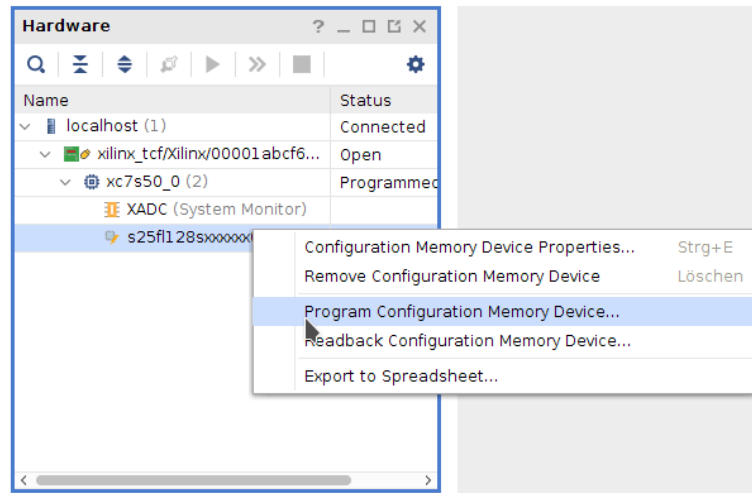 Hardware
Name Status
localhost (1) Connected
xilinx_tcf/Xilinx/00001abcf6... Open
xc7s50_0 (2) Programmed
XADC (System Monitor)
s25fl128sxxxxxx
Configuration Memory Device Properties... Strg+E
Remove Configuration Memory Device Löschen
Program Configuration Memory Device...
Readback Configuration Memory Device...
Export to Spreadsheet...